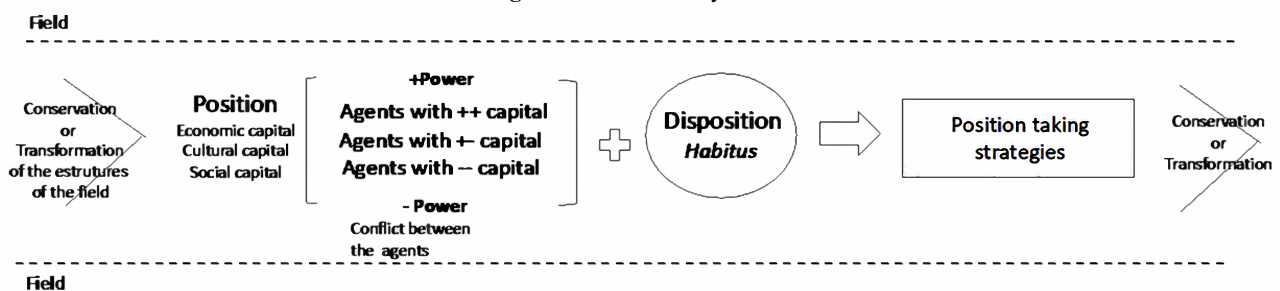 Field
Conservation
or
Transformation
of the estrutures
of the field
Position
Economic capital
Cultural capital
Social capital
+Power
Agents with ++ capital
Agents with +- capital
Agents with -- capital
- Power
Conflict between
the agents
Disposition
Habitus
Position taking
strategies
Conservation
or
Transformation
Field